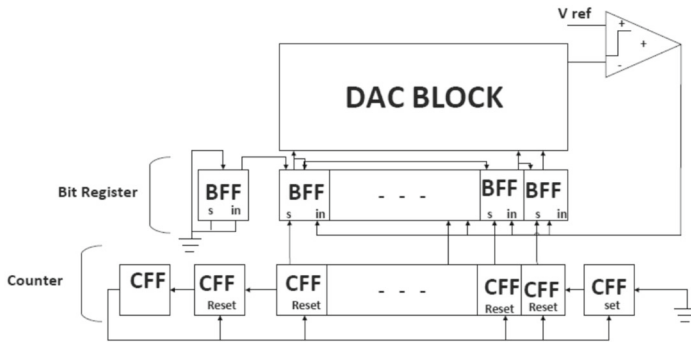 V ref
+
+
-
DAC BLOCK
Bit Register
BFF
s in
BFF
s in
- - -
BFF
s in
BFF
s in
Counter
CFF
CFF
Reset
CFF
Reset
- - -
CFF
Reset
CFF
Reset
CFF
set